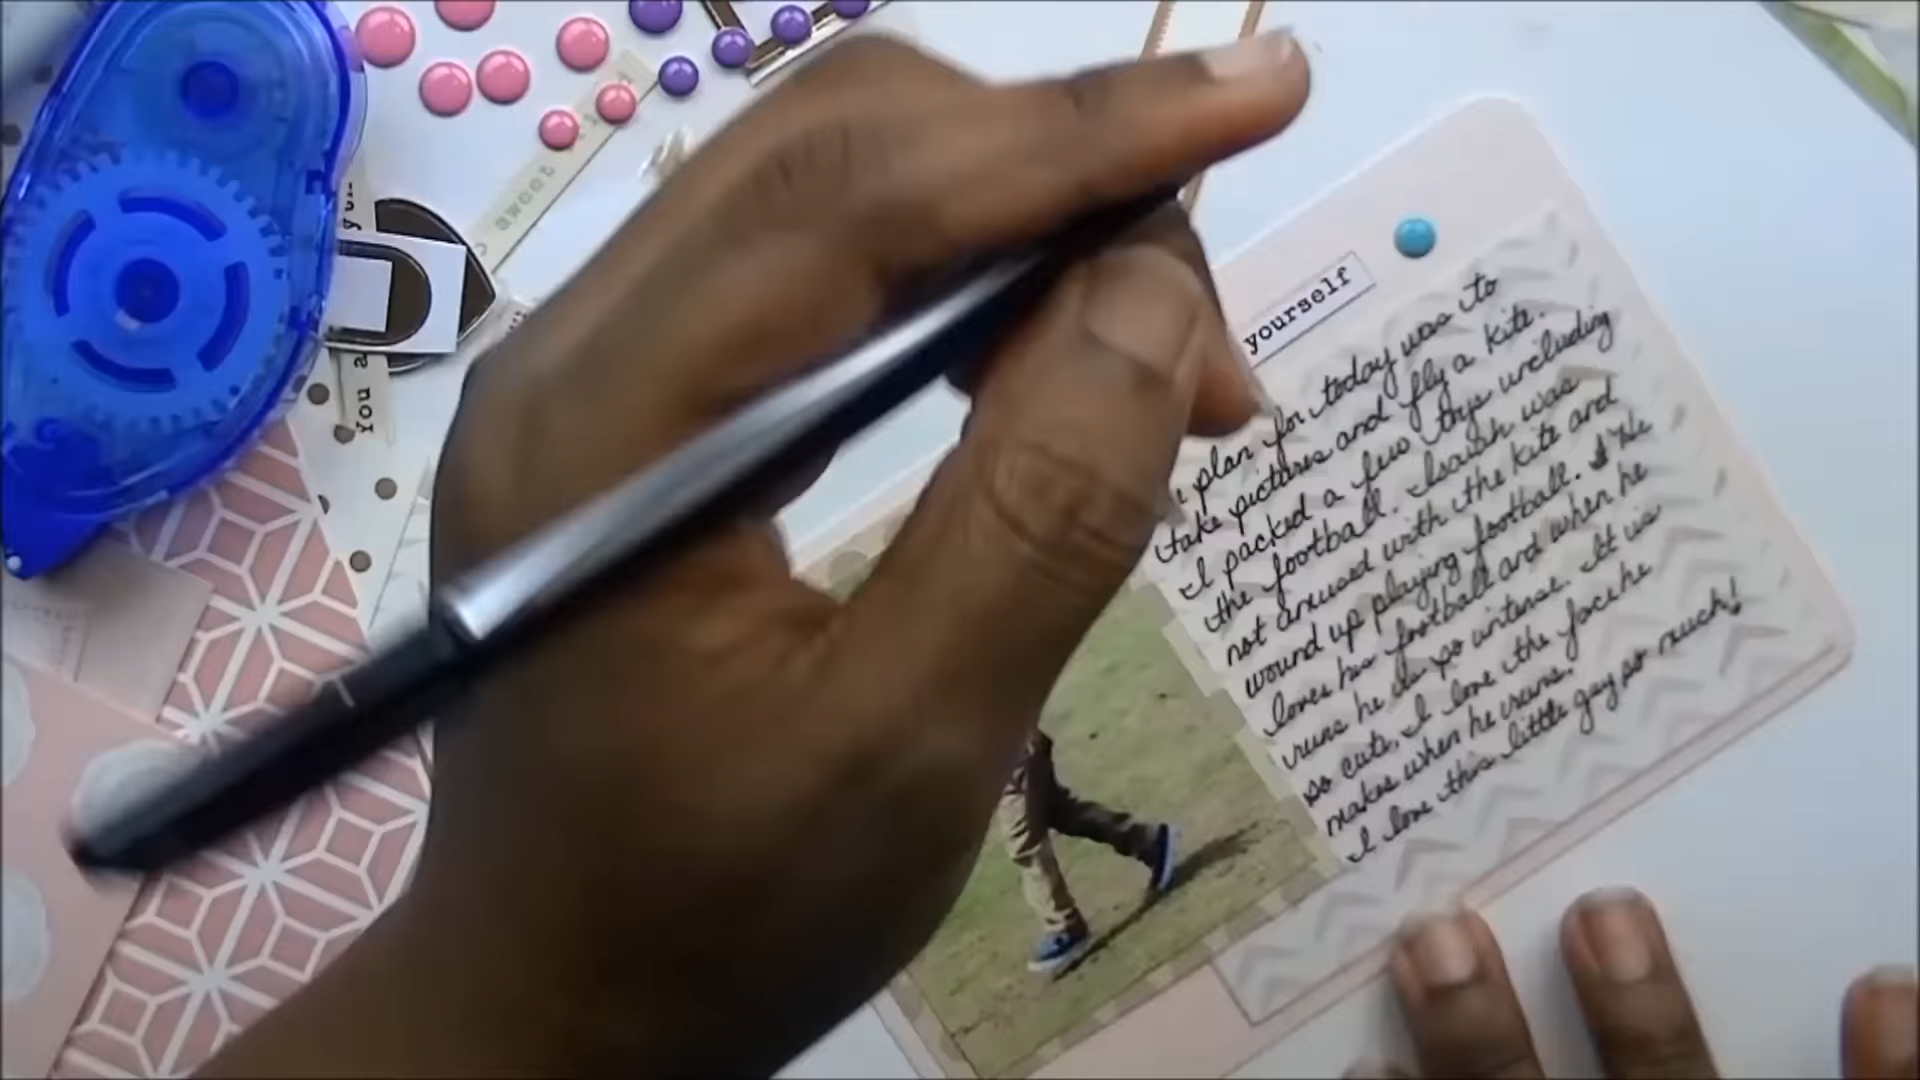 sweet
You a
yourself
plan for today was to
take pictures and fly a kite.
I packed a few toys including
the football. Isaiah was
not amused with the kite and
wound up playing football. He
loves his football and when he
runs he is so intense. It is
so cute. I love the face he
makes when he runs.
I love this little guy so much!